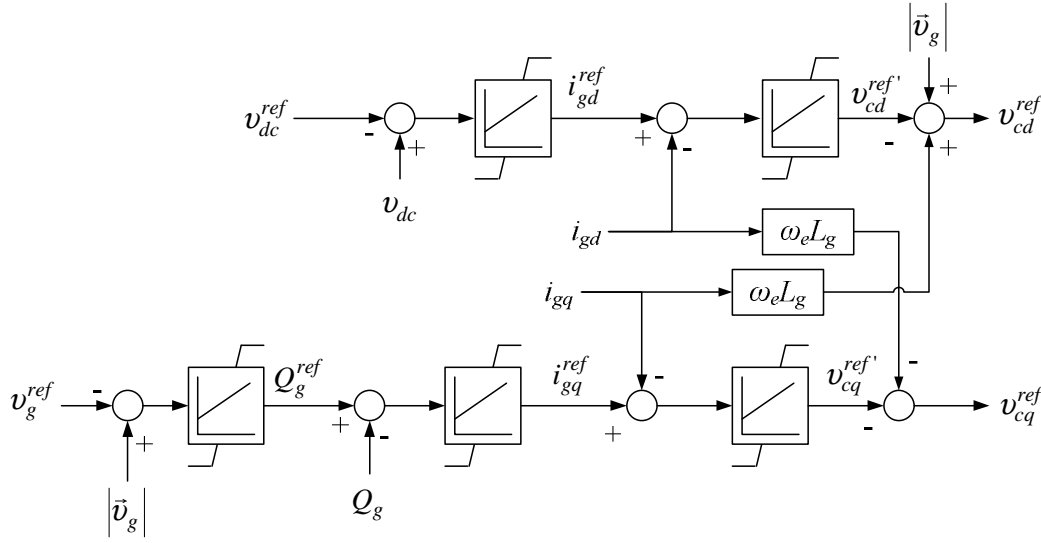 |v⃗_g|
v_dc^ref - + i_gd^ref + - v_cd^ref' - + + v_cd^ref
v_dc
i_gd ω_e L_g
i_gq ω_e L_g
v_g^ref - + Q_g^ref + - i_gq^ref + - v_cq^ref' - - v_cq^ref
|v⃗_g| Q_g